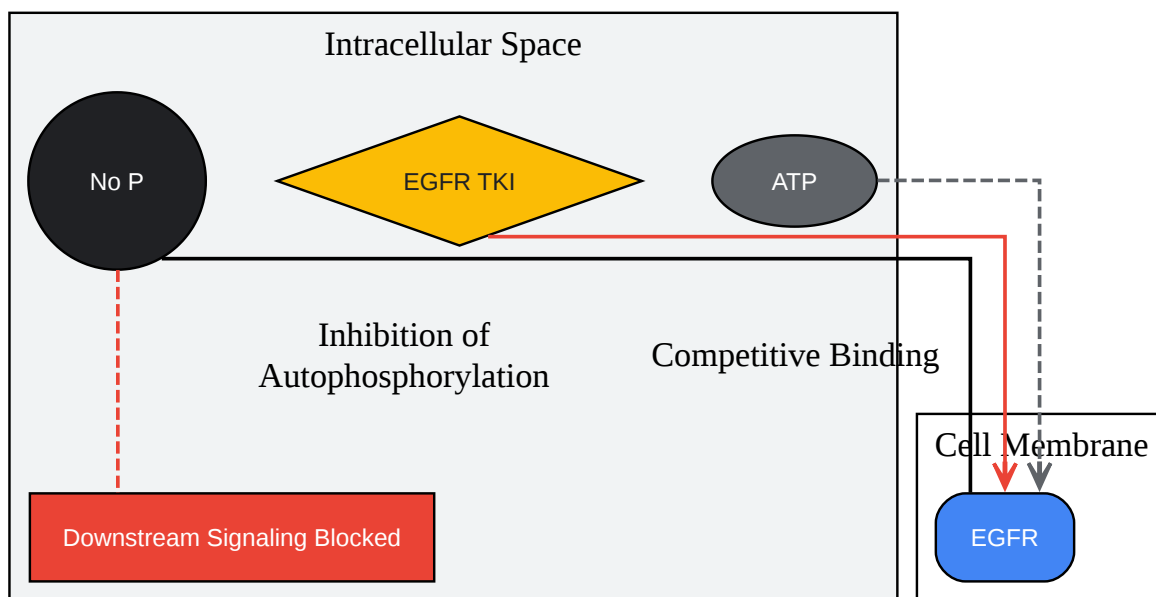 Intracellular Space
No P
EGFR TKI
ATP
Inhibition of
Autophosphorylation
Competitive Binding
Cell Membrane
Downstream Signaling Blocked
EGFR